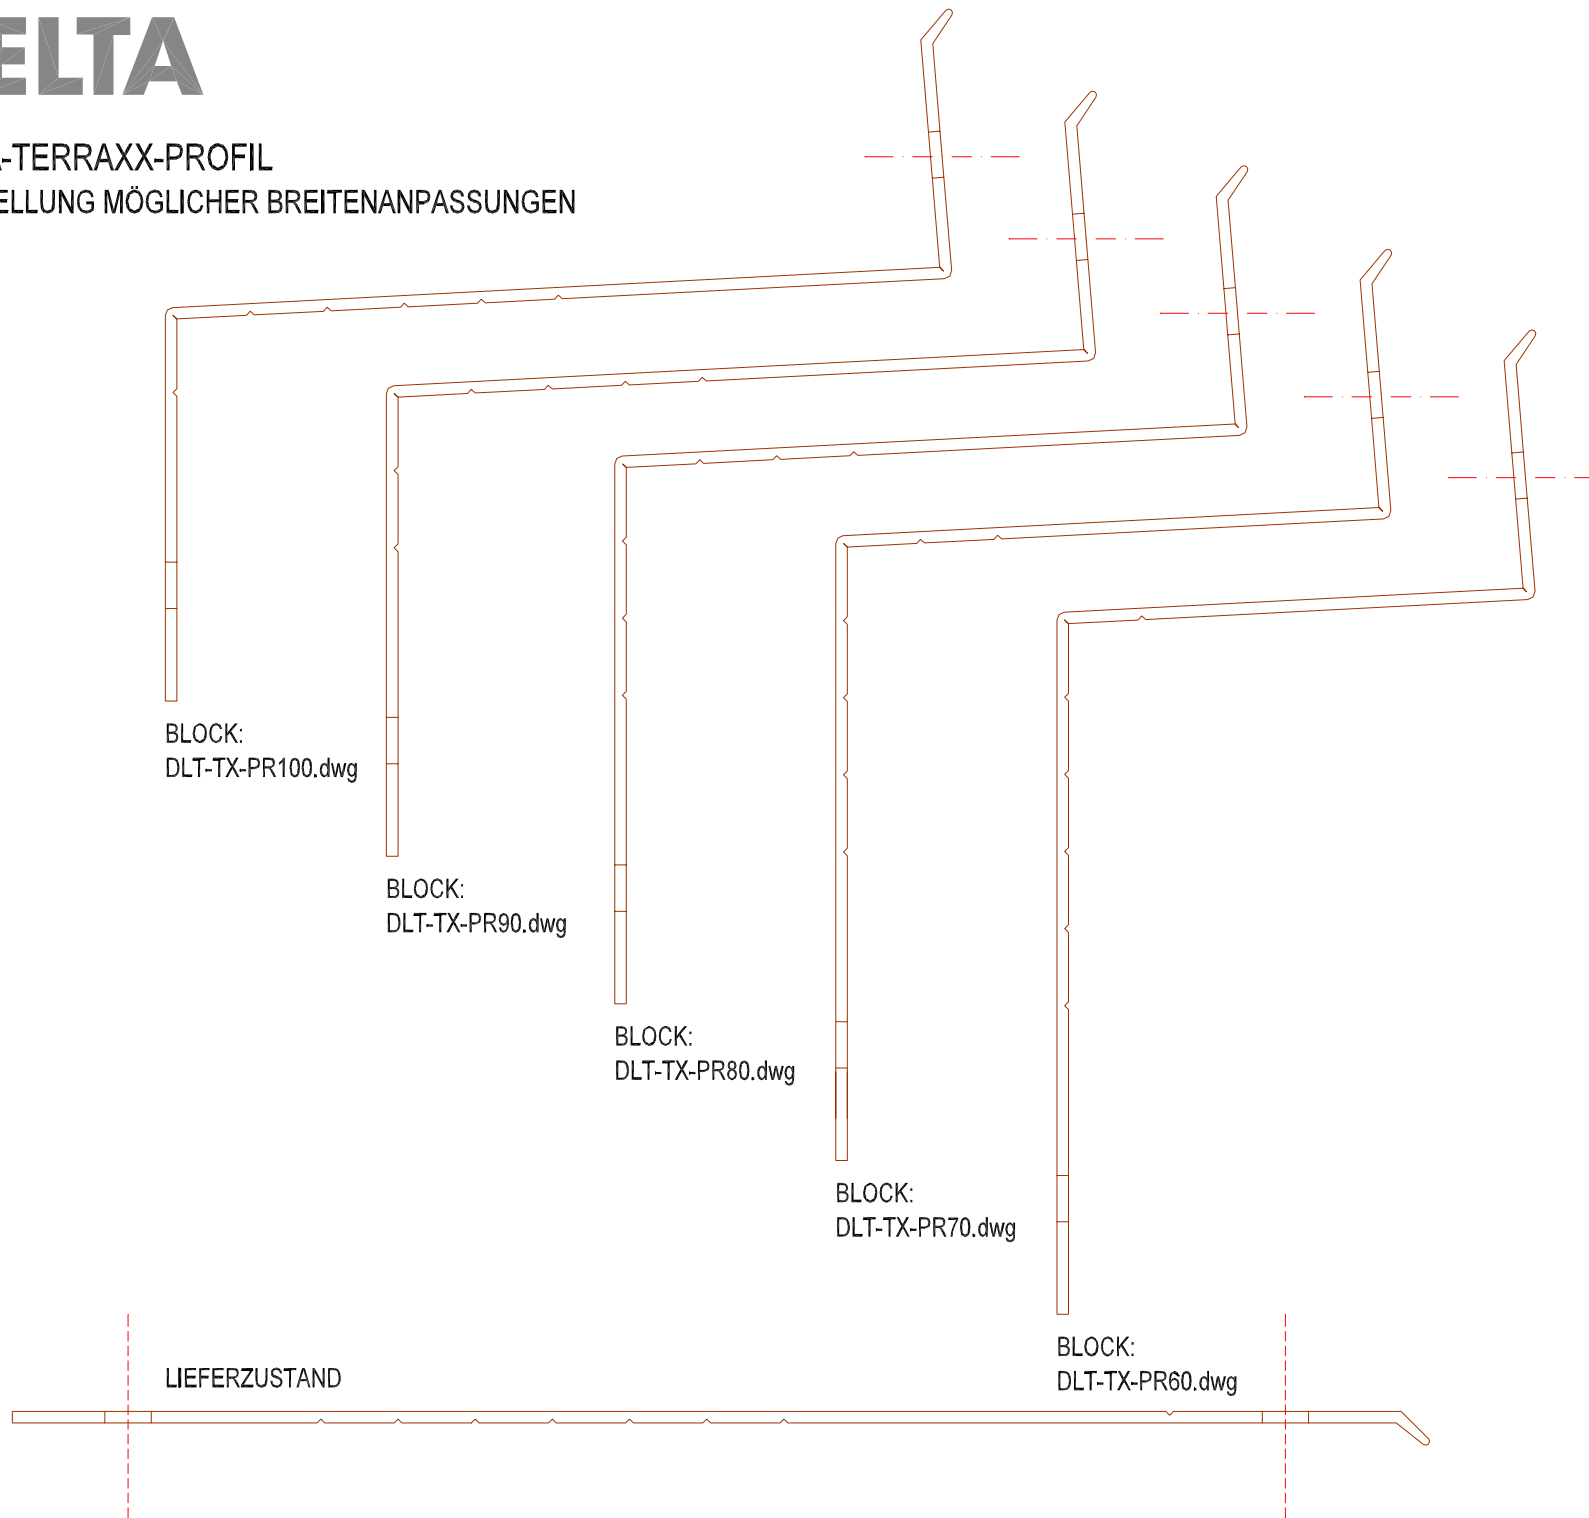 ELTA
-TERRAXX-PROFIL
ELLUNG MÖGLICHER BREITENANPASSUNGEN
BLOCK:
DLT-TX-PR100.dwg
BLOCK:
DLT-TX-PR90.dwg
BLOCK:
DLT-TX-PR80.dwg
BLOCK:
DLT-TX-PR70.dwg
BLOCK:
DLT-TX-PR60.dwg
LIEFERZUSTAND